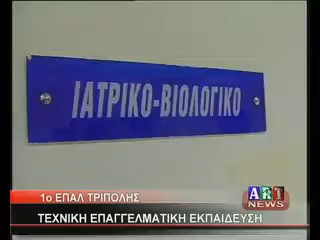 ΙΑΤΡΙΚΟ-ΒΙΟΛΟΓΙΚΟ
1ο ΕΠΑΛ ΤΡΙΠΟΛΗΣ
ART
NEWS
ΤΕΧΝΙΚΗ ΕΠΑΓΓΕΛΜΑΤΙΚΗ ΕΚΠΑΙΔΕΥΣΗ